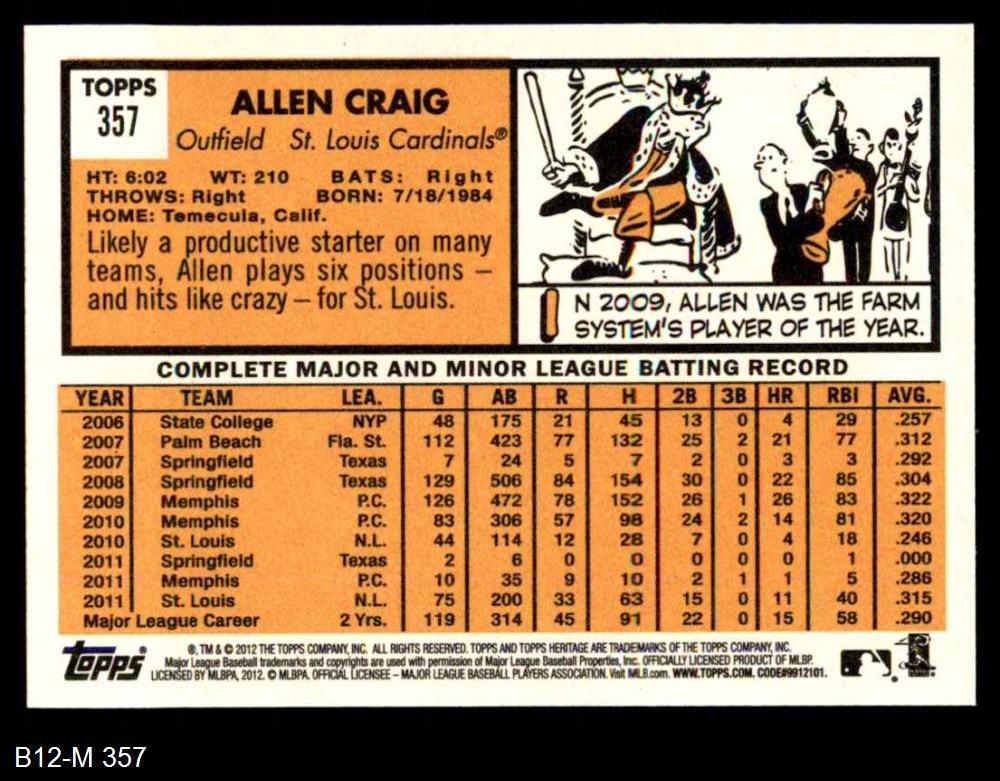 TOPPS
357
ALLEN CRAIG
Outfield St. Louis Cardinals®
HT: 6:02 WT: 210 BATS: Right
THROWS: Right BORN: 7/18/1984
HOME: Temecula, Calif.
Likely a productive starter on many
teams, Allen plays six positions –
and hits like crazy – for St. Louis.
IN 2009, ALLEN WAS THE FARM
SYSTEM'S PLAYER OF THE YEAR.
COMPLETE MAJOR AND MINOR LEAGUE BATTING RECORD
YEAR TEAM LEA. G AB R H 2B 3B HR RBI AVG.
2006 State College NYP 48 175 21 45 13 0 4 29 .257
2007 Palm Beach Fla. St. 112 423 77 132 25 2 21 77 .312
2007 Springfield Texas 7 24 5 7 2 0 3 3 .292
2008 Springfield Texas 129 506 84 154 30 0 22 85 .304
2009 Memphis P.C. 126 472 78 152 26 1 26 83 .322
2010 Memphis P.C. 83 306 57 98 24 2 14 81 .320
2010 St. Louis N.L. 44 114 12 28 7 0 4 18 .246
2011 Springfield Texas 2 6 0 0 0 0 0 1 .000
2011 Memphis P.C. 10 35 9 10 2 1 1 5 .286
2011 St. Louis N.L. 75 200 33 63 15 0 11 40 .315
Major League Career 2 Yrs. 119 314 45 91 22 0 15 58 .290
topps
®, TM & © 2012 THE TOPPS COMPANY, INC. ALL RIGHTS RESERVED. TOPPS AND TOPPS HERITAGE ARE TRADEMARKS OF THE TOPPS COMPANY, INC.
Major League Baseball trademarks and copyrights are used with permission of Major League Baseball Properties, Inc. OFFICIALLY LICENSED PRODUCT OF MLBP.
LICENSED BY MLBPA, 2012. © MLBPA. OFFICIAL LICENSEE – MAJOR LEAGUE BASEBALL PLAYERS ASSOCIATION. Visit MLB.com. WWW.TOPPS.COM. CODE#9912101.
B12-M 357